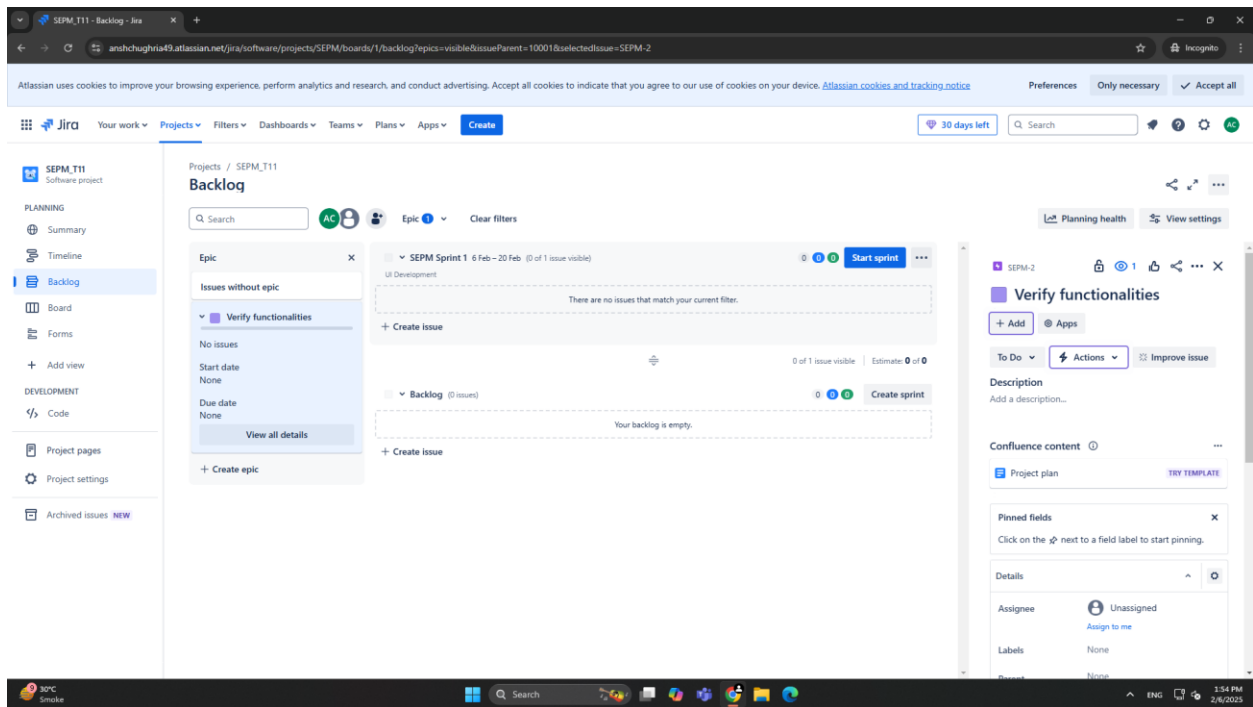 SEPM_T11 - Backlog - Jira
anshchughria49.atlassian.net/jira/software/projects/SEPM/boards/1/backlog?epics=visible&issueParent=10001&selectedIssue=SEPM-2
Incognito
Atlassian uses cookies to improve your browsing experience, perform analytics and research, and conduct advertising. Accept all cookies to indicate that you agree to our use of cookies on your device. Atlassian cookies and tracking notice
Preferences
Only necessary
Accept all
Jira
Your work
Projects
Filters
Dashboards
Teams
Plans
Apps
Create
30 days left
Search
AC
SEPM_T11
Software project
PLANNING
Summary
Timeline
Backlog
Board
Forms
Add view
DEVELOPMENT
Code
Project pages
Project settings
Archived issues NEW
Projects / SEPM_T11
Backlog
Search
AC
Epic 1
Clear filters
Planning health
View settings
Epic
Issues without epic
Verify functionalities
No issues
Start date
None
Due date
None
View all details
+ Create epic
SEPM Sprint 1 6 Feb – 20 Feb (0 of 1 issue visible)
0 0 0
Start sprint
UI Development
There are no issues that match your current filter.
+ Create issue
0 of 1 issue visible
Estimate: 0 of 0
Backlog (0 issues)
0 0 0
Create sprint
Your backlog is empty.
+ Create issue
SEPM-2
1
Verify functionalities
+ Add
Apps
To Do
Actions
Improve issue
Description
Add a description...
Confluence content
Project plan
TRY TEMPLATE
Pinned fields
Click on the next to a field label to start pinning.
Details
Assignee
Unassigned
Assign to me
Labels
None
Parent
None
9
30°C
Smoke
Search
ENG
1:54 PM
2/6/2025